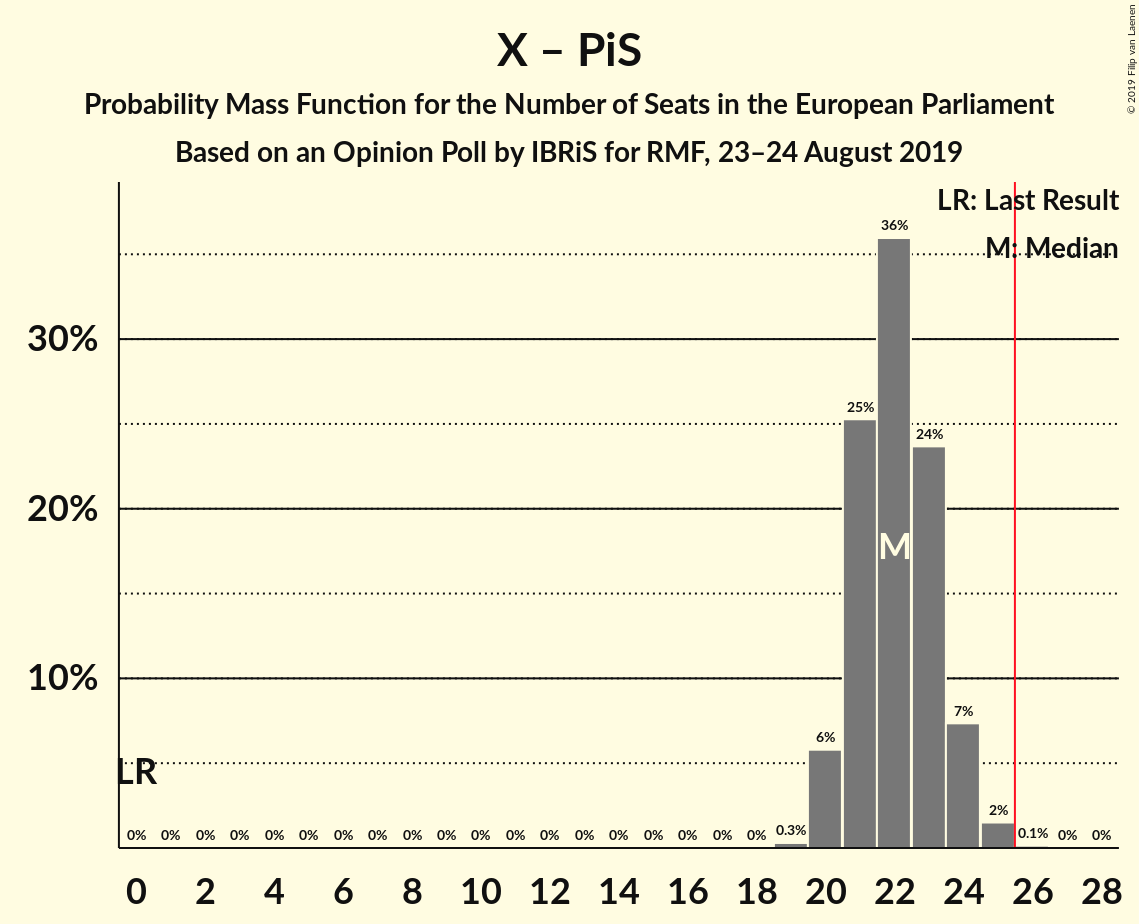 X – PiS
Probability Mass Function for the Number of Seats in the European Parliament
Based on an Opinion Poll by IBRiS for RMF, 23–24 August 2019
© 2019 Filip van Laenen
LR: Last Result
M: Median
36%
30%
25%
24%
20%
M
10%
7%
6%
LR
2%
0% 0% 0% 0% 0% 0% 0% 0% 0% 0% 0% 0% 0% 0% 0% 0% 0% 0% 0% 0.3% 0.1% 0% 0%
0 2 4 6 8 10 12 14 16 18 20 22 24 26 28